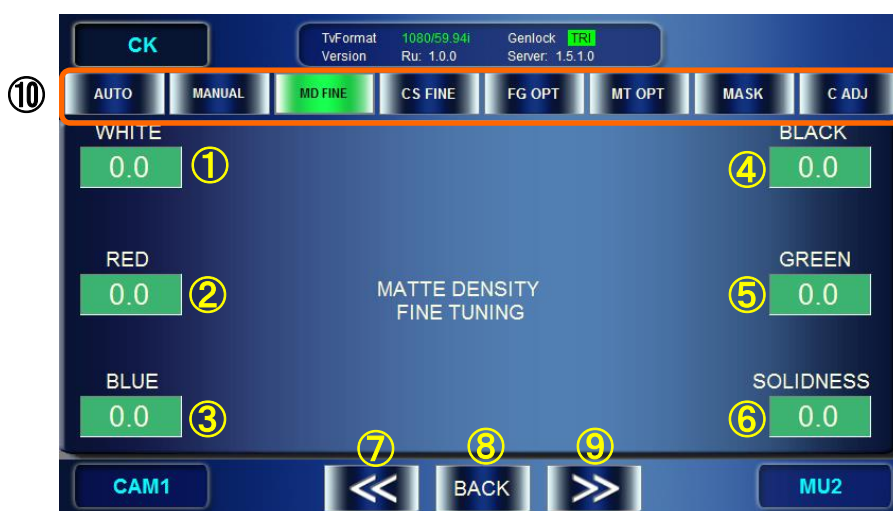 CK
TvFormat 1080/59.94i Genlock TRI
Version Ru: 1.0.0 Server: 1.5.1.0
⑩
AUTO MANUAL MD FINE CS FINE FG OPT MT OPT MASK C ADJ
WHITE BLACK
0.0 ① ④ 0.0
RED GREEN
0.0 ② ⑤ 0.0
MATTE DENSITY
FINE TUNING
BLUE SOLIDNESS
0.0 ③ ⑥ 0.0
⑦ ⑧ ⑨
CAM1 << BACK >> MU2